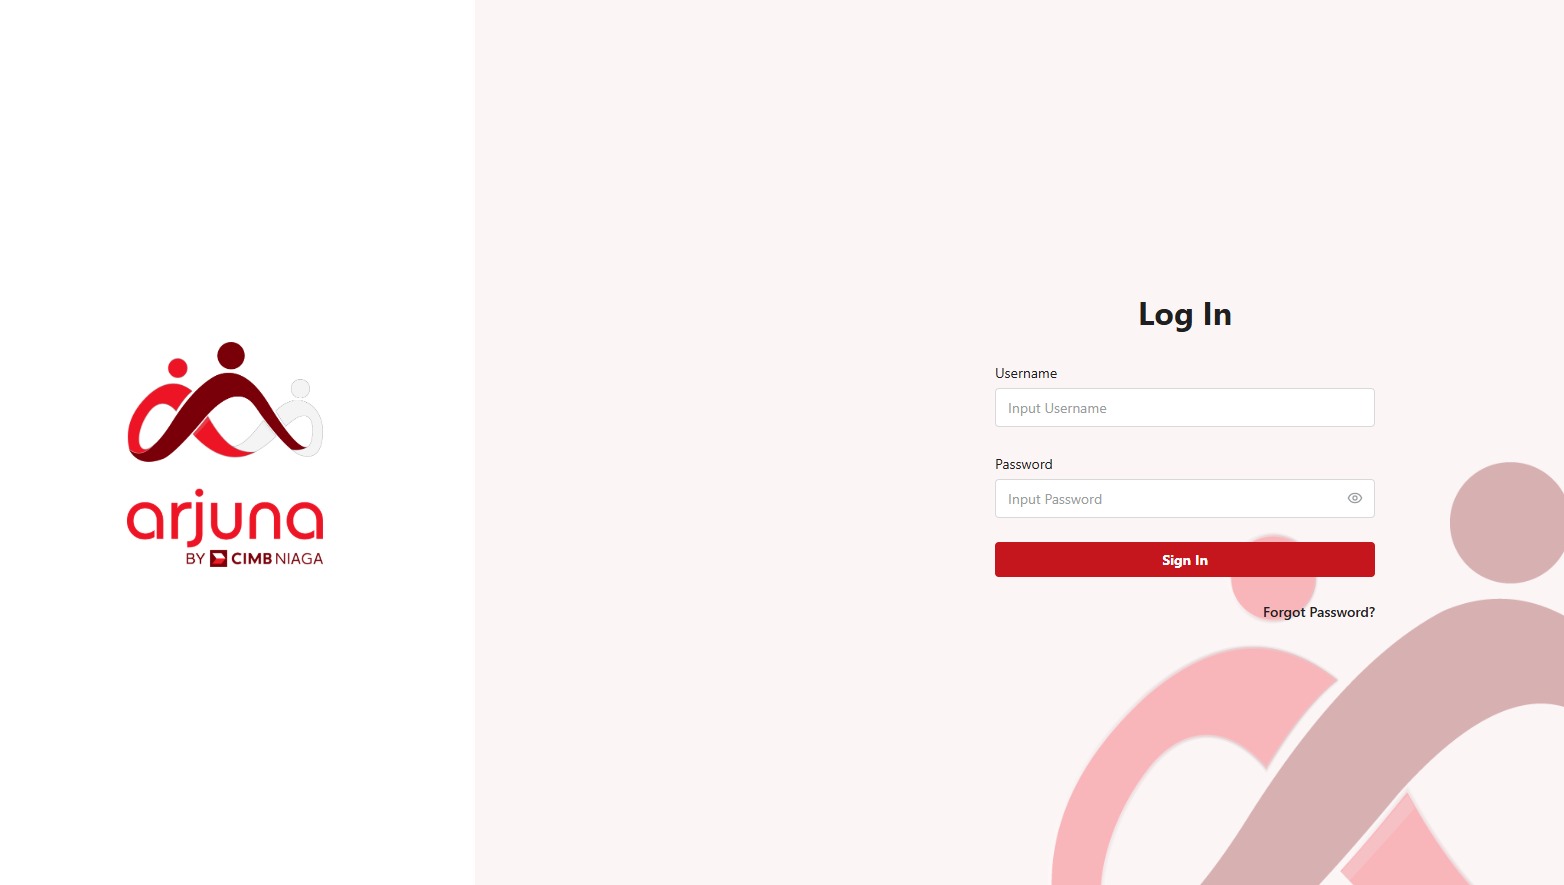 arjuna
BY CIMB NIAGA
Log In
Username
Input Username
Password
Input Password
Sign In
Forgot Password?